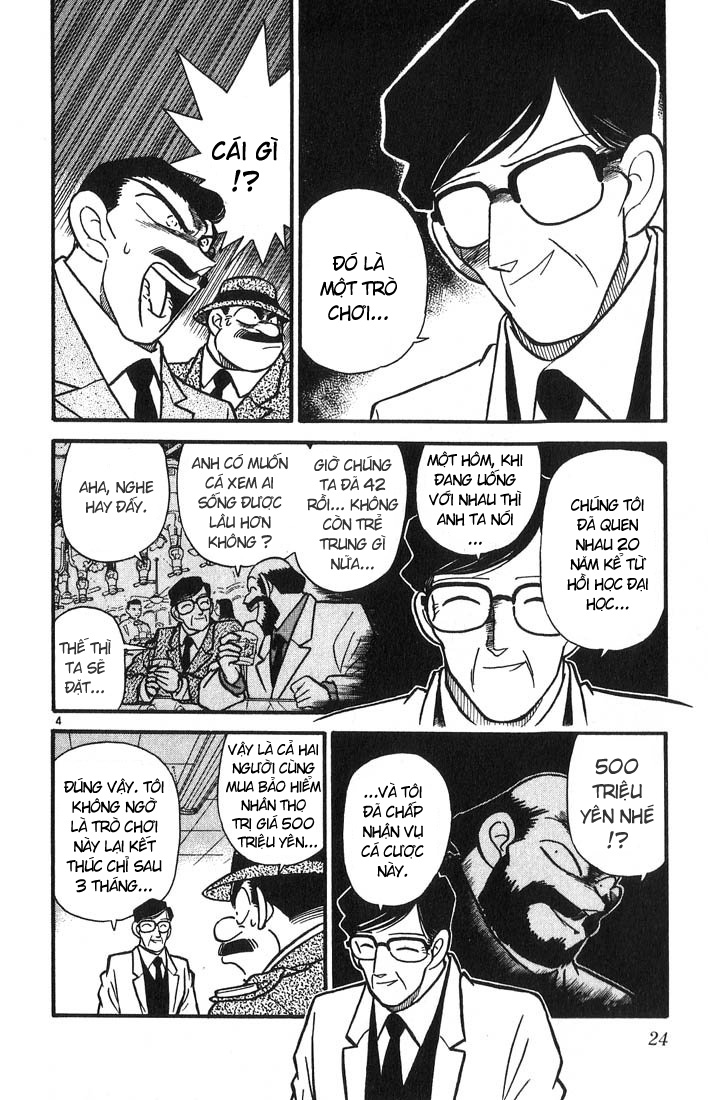 ĐÓ LÀ
MỘT TRÒ
CHƠI...
CÁI GÌ
!?
CHÚNG TÔI
ĐÃ QUEN
NHAU 20
NĂM KỂ TỪ
HỒI HỌC ĐẠI
HỌC...
MỘT HÔM, KHI
ĐANG UỐNG
VỚI NHAU THÌ
ANH TA NÓI
...
GIỜ CHÚNG
TA ĐÃ 42
RỒI... KHÔNG
CÒN TRẺ
TRUNG GÌ
NỮA...
ANH CÓ MUỐN
CÁ XEM AI
SỐNG ĐƯỢC
LÂU HƠN
KHÔNG ?
AHA, NGHE
HAY ĐẤY.
THẾ THÌ
TA SẼ
ĐẶT...
4
500
TRIỆU
YÊN NHÉ
!?
...VÀ TÔI
ĐÃ CHẤP
NHẬN VỤ
CÁ CƯỢC
NÀY.
VẬY LÀ CẢ HAI
NGƯỜI CÙNG
MUA BẢO HIỂM
NHÂN THỌ
TRỊ GIÁ 500
TRIỆU YÊN...
ĐÚNG VẬY. TÔI
KHÔNG NGỜ
LÀ TRÒ CHƠI
NÀY LẠI KẾT
THÚC CHỈ SAU
3 THÁNG...
24